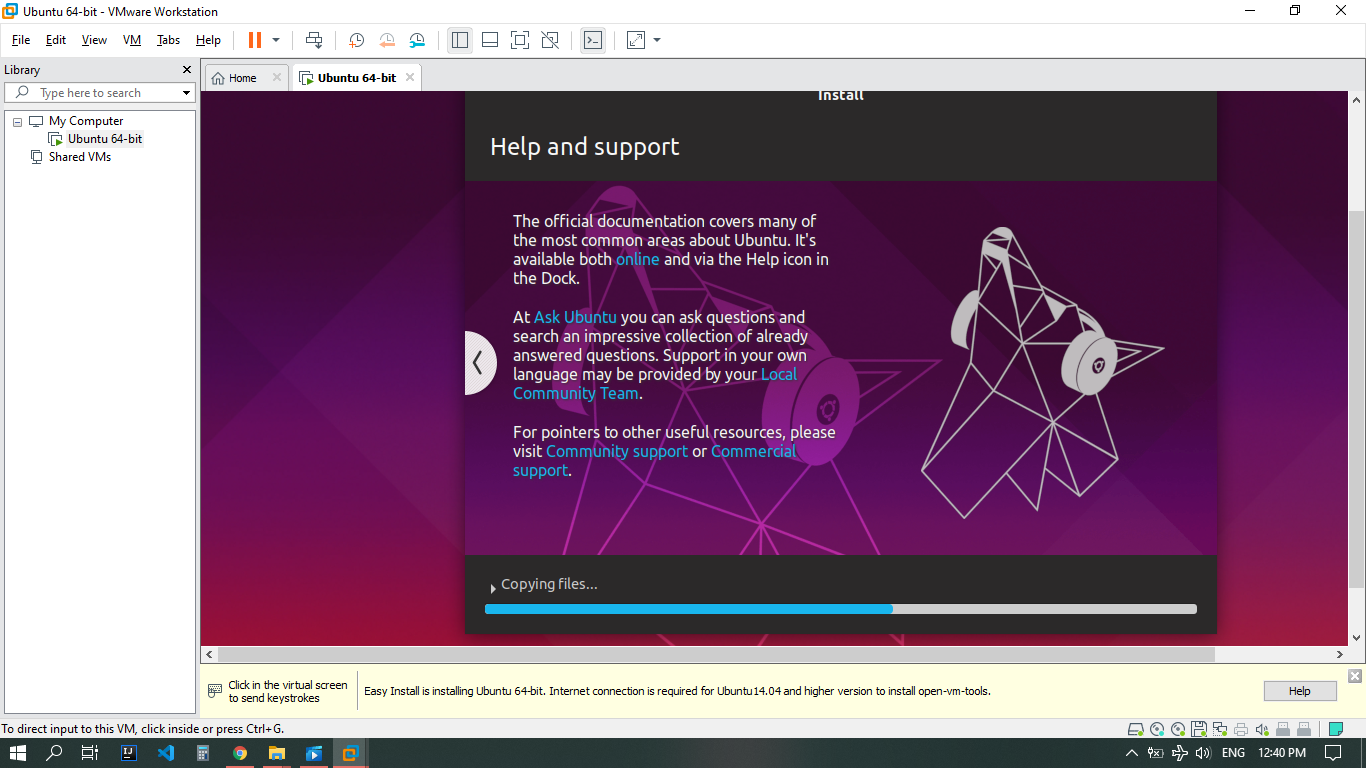 Ubuntu 64-bit - VMware Workstation
File Edit View VM Tabs Help
Library
Type here to search
My Computer
Ubuntu 64-bit
Shared VMs
Home
Ubuntu 64-bit
Install
Help and support
The official documentation covers many of
the most common areas about Ubuntu. It's
available both online and via the Help icon in
the Dock.
At Ask Ubuntu you can ask questions and
search an impressive collection of already
answered questions. Support in your own
language may be provided by your Local
Community Team.
For pointers to other useful resources, please
visit Community support or Commercial
support.
Copying files...
Click in the virtual screen
to send keystrokes
Easy Install is installing Ubuntu 64-bit. Internet connection is required for Ubuntu14.04 and higher version to install open-vm-tools.
Help
To direct input to this VM, click inside or press Ctrl+G.
IJ
ENG
12:40 PM